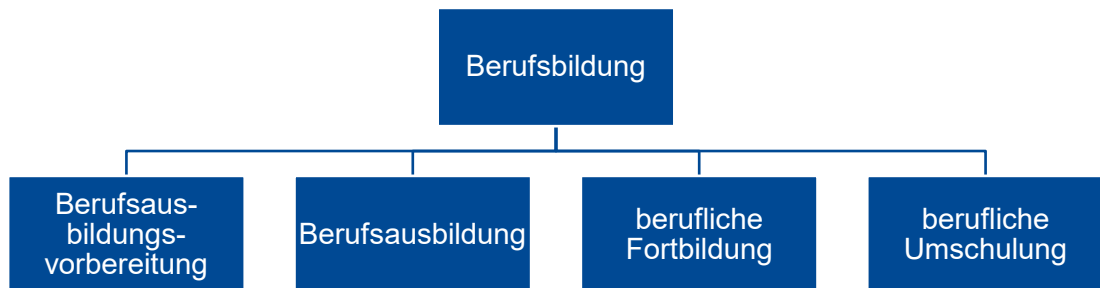 Berufsbildung
Berufsaus-
bildungs-
vorbereitung
Berufsausbildung
berufliche
Fortbildung
berufliche
Umschulung